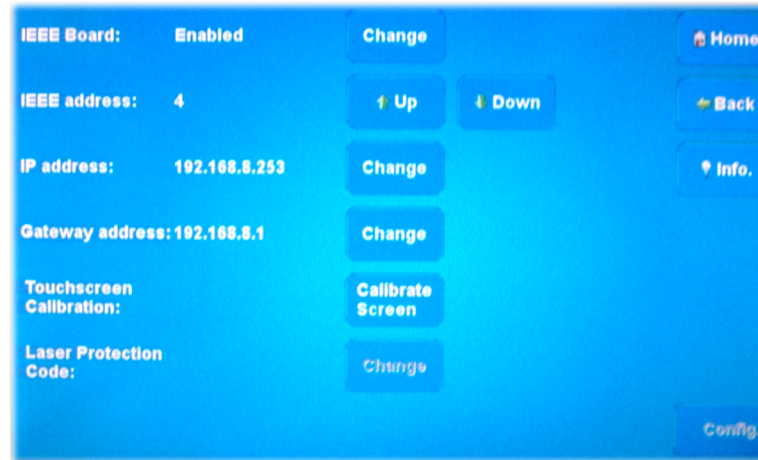 IEEE Board: Enabled Change Home
IEEE address: 4 Up Down Back
IP address: 192.168.8.253 Change Info.
Gateway address: 192.168.8.1 Change
Touchscreen
Calibration:
Calibrate
Screen
Laser Protection
Code:
Change
Config.